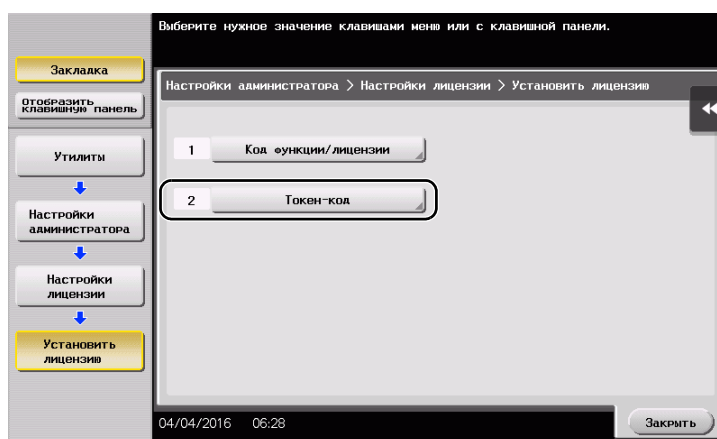 Выберите нужное значение клавишами меню или с клавишной панели.
Закладка
Отобразить
клавишную панель
Настройки администратора > Настройки лицензии > Установить лицензию
1 Код функции/лицензии
2 Токен-код
Утилиты
Настройки
администратора
Настройки
лицензии
Установить
лицензию
04/04/2016 06:28
Закрыть